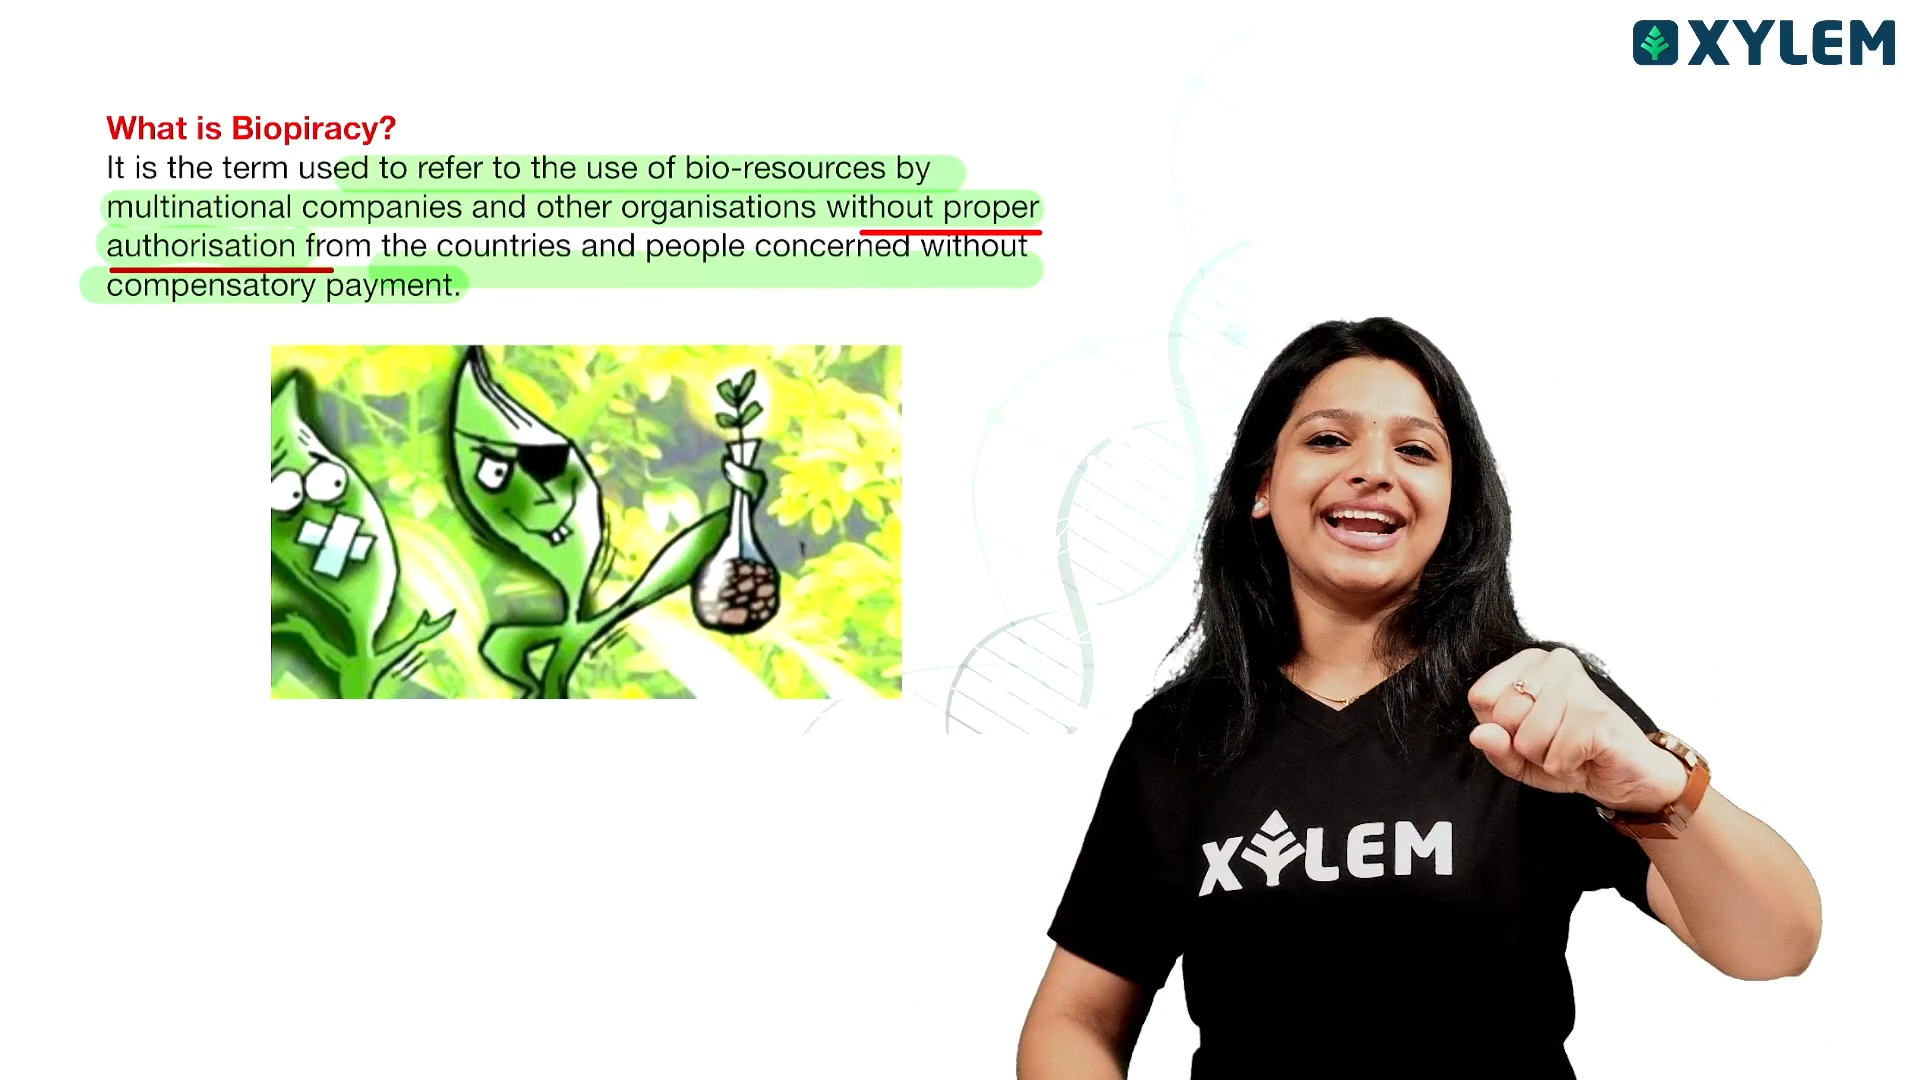 XYLEM
What is Biopiracy?
It is the term used to refer to the use of bio-resources by
multinational companies and other organisations without proper
authorisation from the countries and people concerned without
compensatory payment.
XYLEM